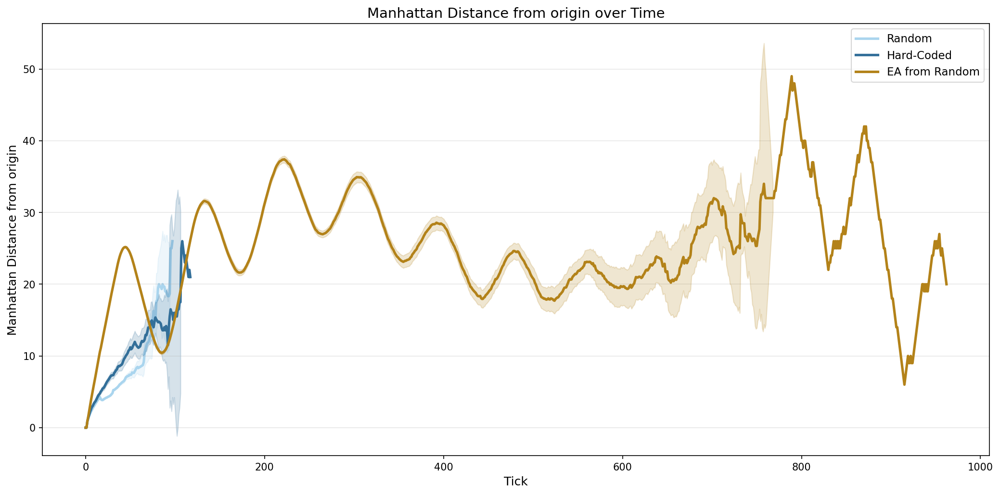 Manhattan Distance from origin over Time
Random
Hard-Coded
EA from Random
Manhattan Distance from origin
50
40
30
20
10
0
0
200
400
600
800
1000
Tick